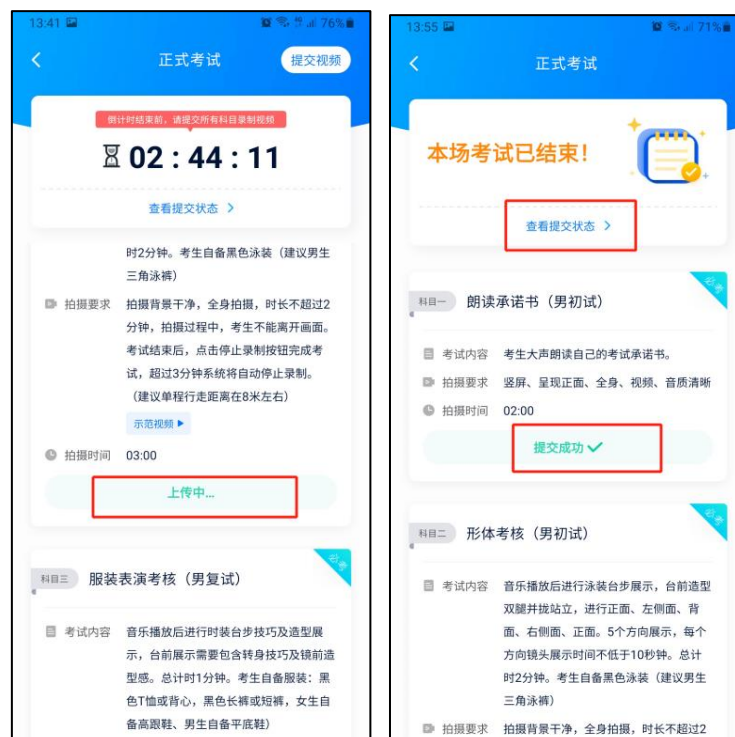 13:41
76%
正式考试
提交视频
倒计时结束前，请提交所有科目录制视频
02 : 44 : 11
查看提交状态 >
时2分钟。考生自备黑色泳装（建议男生
三角泳裤）
拍摄要求 拍摄背景干净，全身拍摄，时长不超过2
分钟，拍摄过程中，考生不能离开画面。
考试结束后，点击停止录制按钮完成考
试，超过3分钟系统将自动停止录制。
（建议单程行走距离在8米左右）
示范视频
拍摄时间 03:00
上传中...
必考
科目三 服装表演考核（男复试）
考试内容 音乐播放后进行时装台步技巧及造型展
示，台前展示需要包含转身技巧及镜前造
型感。总计时1分钟。考生自备服装：黑
色T恤或背心，黑色长裤或短裤，女生自
备高跟鞋、男生自备平底鞋）
13:55
71%
正式考试
本场考试已结束！
查看提交状态 >
必考
科目一 朗读承诺书（男初试）
考试内容 考生大声朗读自己的考试承诺书。
拍摄要求 竖屏、呈现正面、全身、视频、音质清晰
拍摄时间 02:00
提交成功
必考
科目二 形体考核（男初试）
考试内容 音乐播放后进行泳装台步展示，台前造型
双腿并拢站立，进行正面、左侧面、背
面、右侧面、正面。5个方向展示，每个
方向镜头展示时间不低于10秒钟。总计
时2分钟。考生自备黑色泳装（建议男生
三角泳裤）
拍摄要求 拍摄背景干净，全身拍摄，时长不超过2